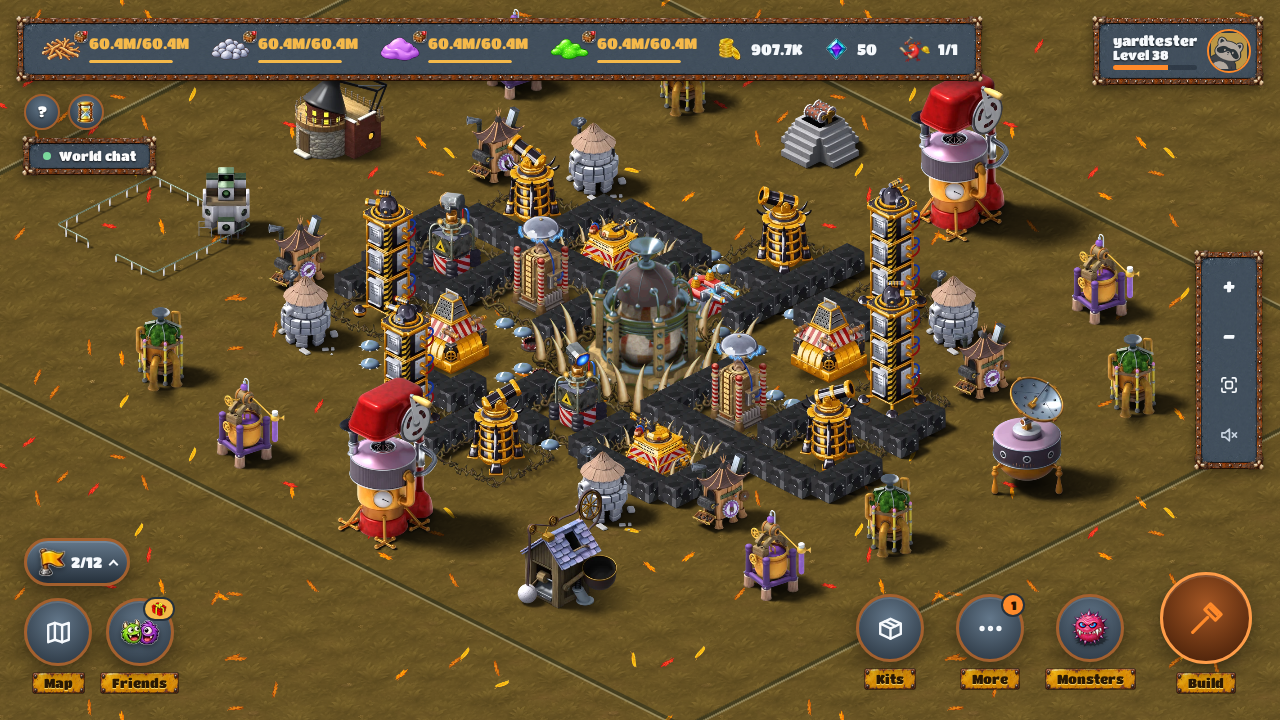 60.4M/60.4M
60.4M/60.4M
60.4M/60.4M
60.4M/60.4M
907.7K
50
1/1
yardtester
Level 38
?
World chat
2/12
1
Map
Friends
Kits
More
Monsters
Build